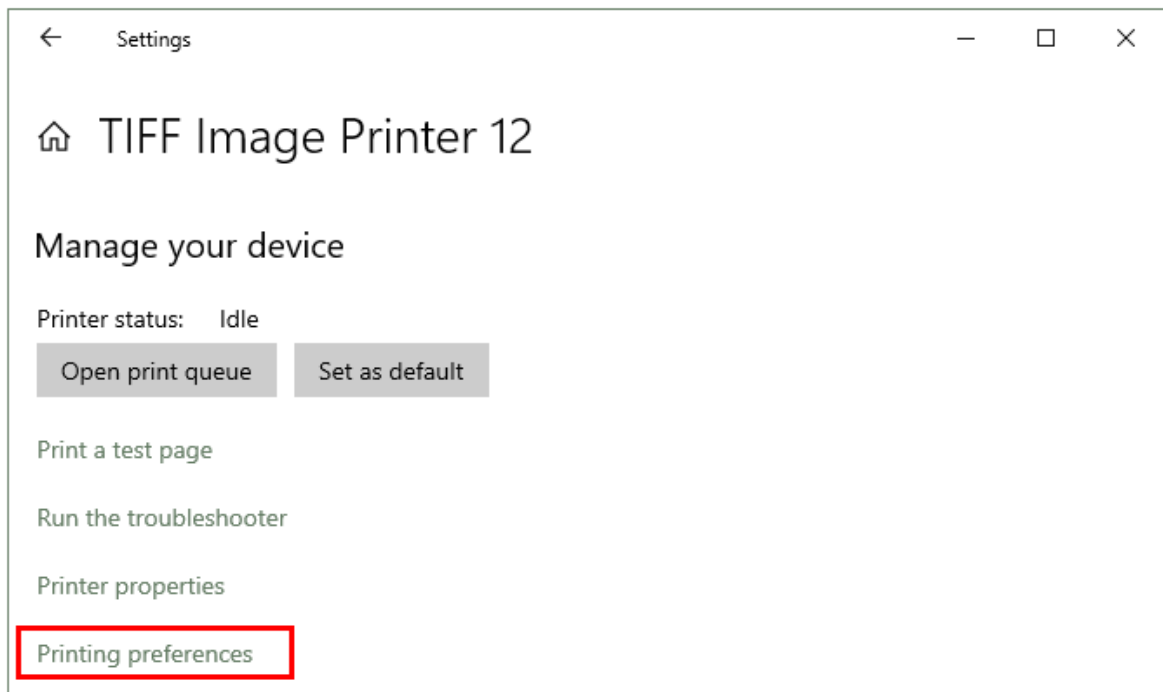 Settings
TIFF Image Printer 12
Manage your device
Printer status: Idle
Open print queue Set as default
Print a test page
Run the troubleshooter
Printer properties
Printing preferences